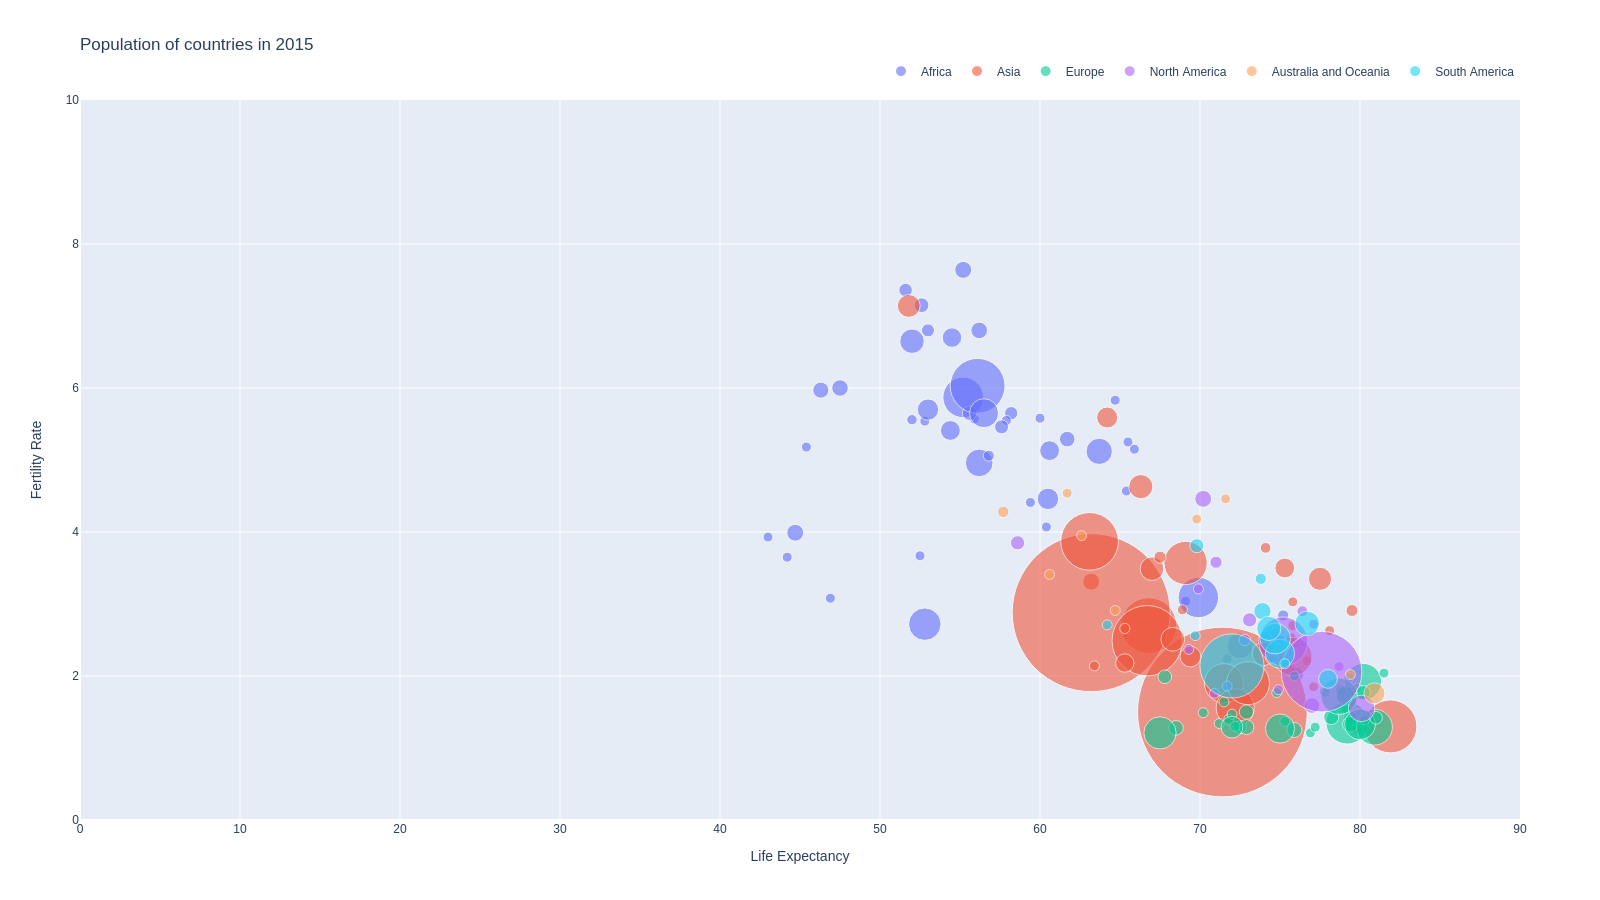 Population of countries in 2015
Africa Asia Europe North America Australia and Oceania South America
10
8
6
4
2
0
Fertility Rate
0 10 20 30 40 50 60 70 80 90
Life Expectancy